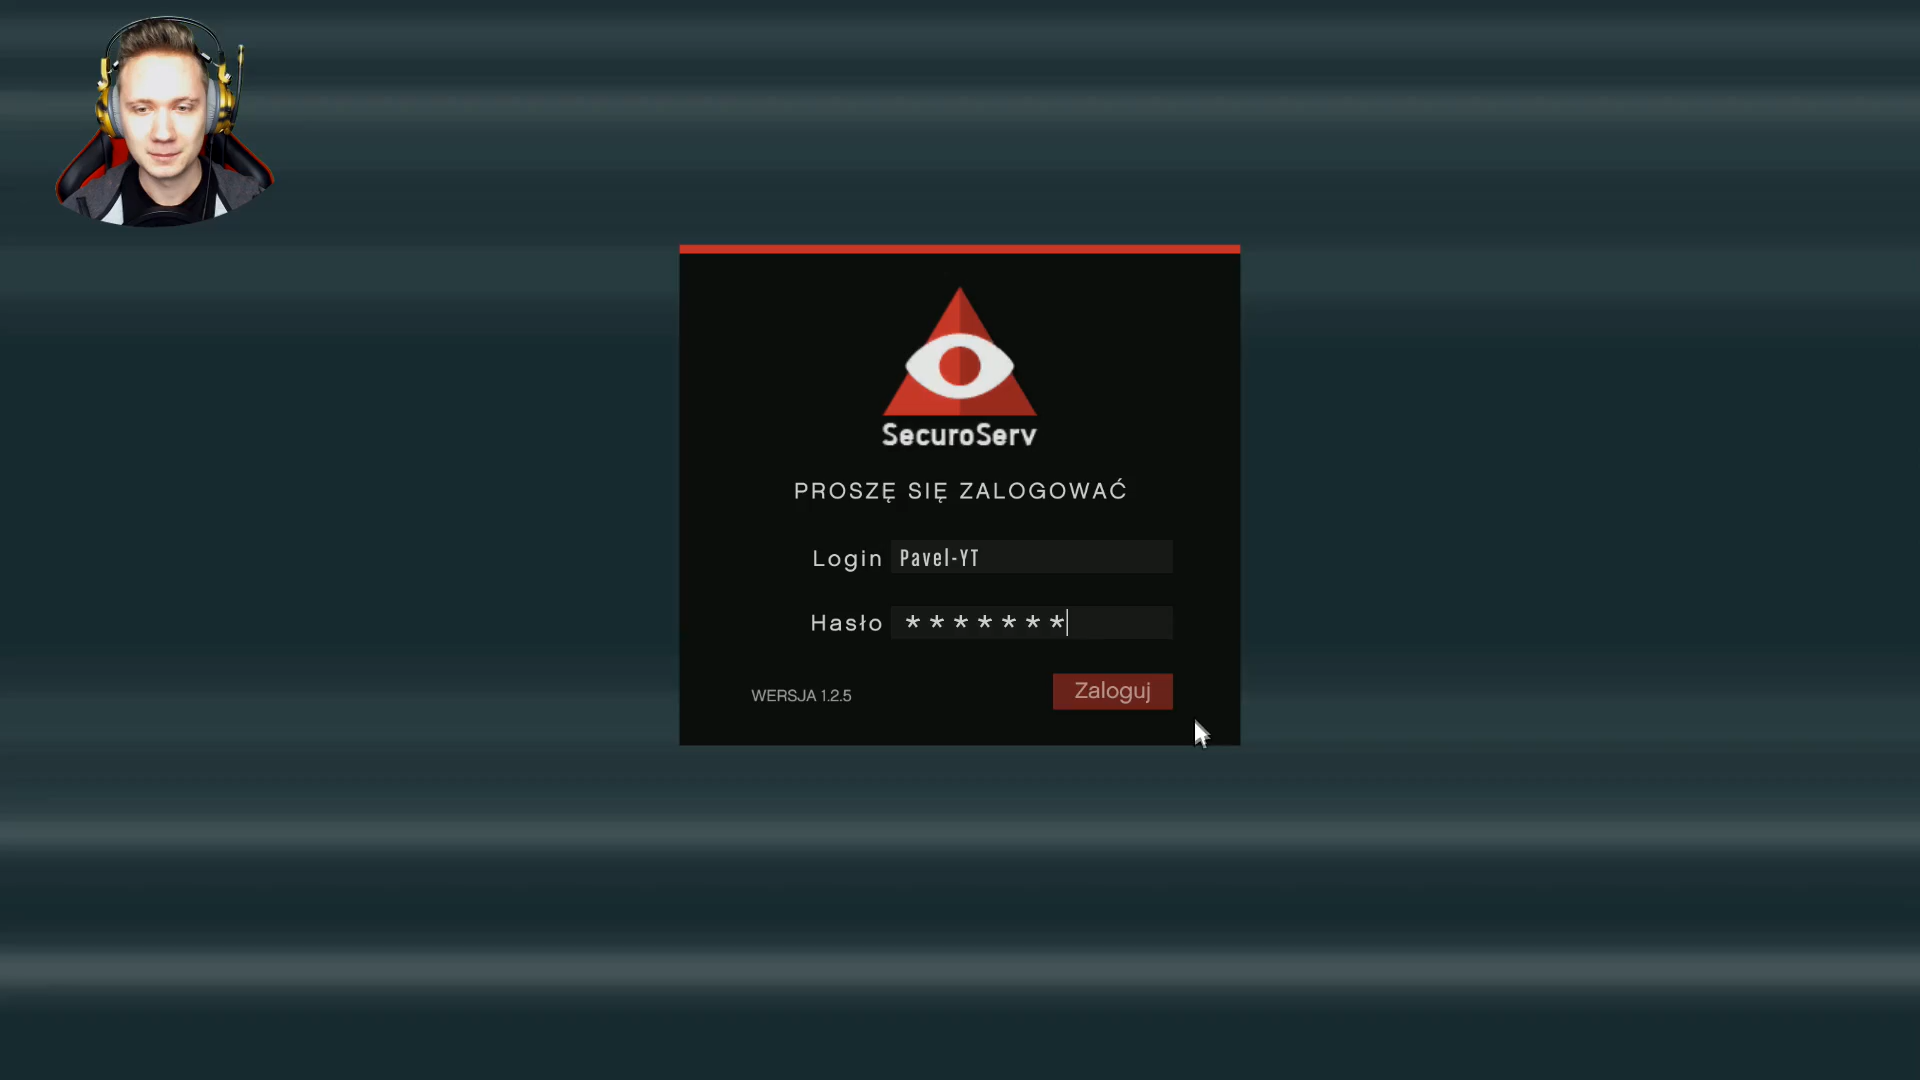 SecuroServ
PROSZĘ SIĘ ZALOGOWAĆ
Login Pavel-YT
Hasło *******
WERSJA 1.2.5 Zaloguj